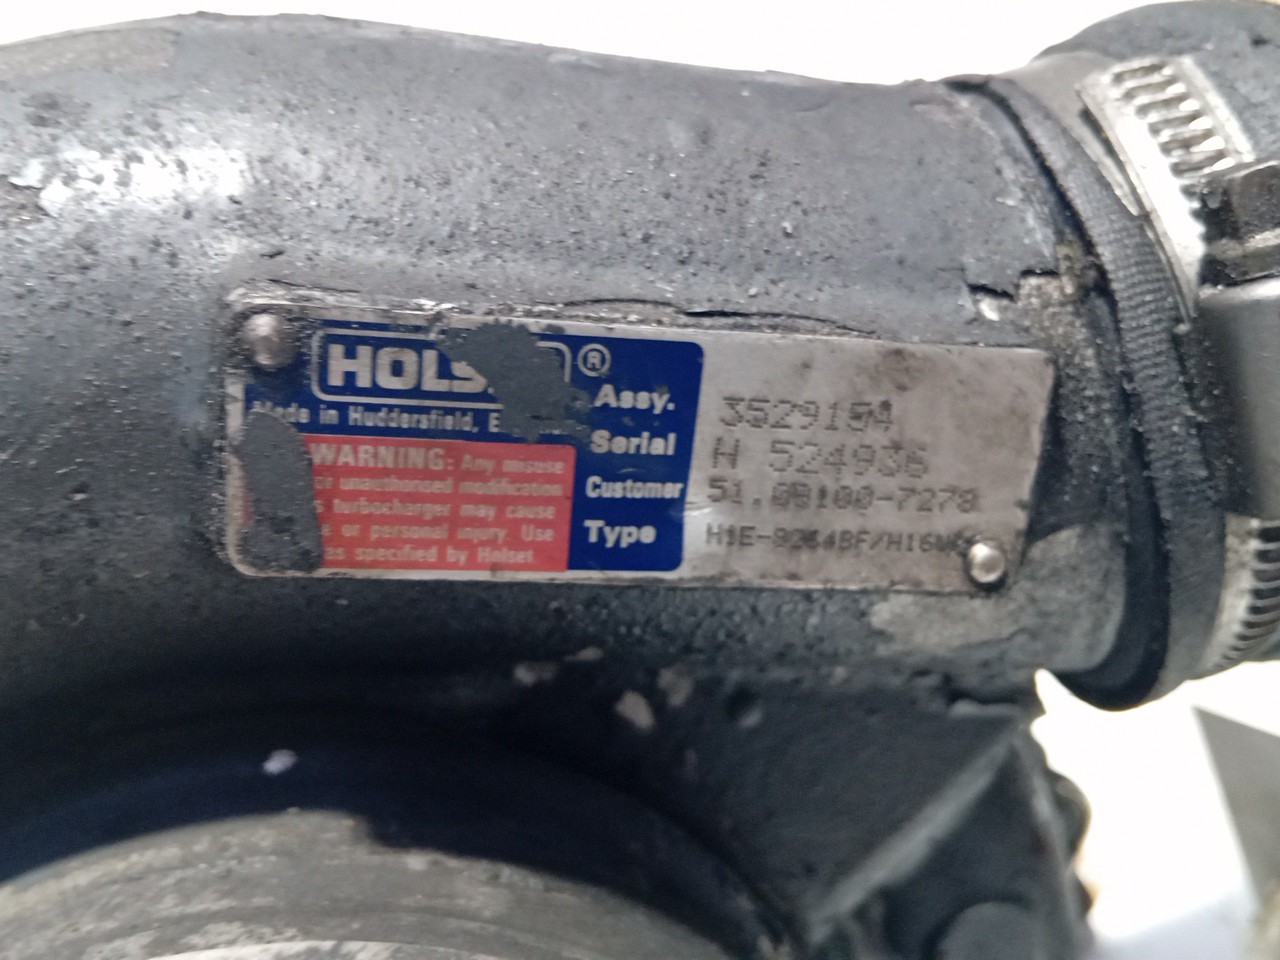 ®
Made in Huddersfield,
WARNING: Any misuse
or unauthorised modification
turbocharger may cause
or personal injury. Use
as specified by Holset.
Assy. 3529154
Serial N 524936
Customer 51.09100-7278
Type